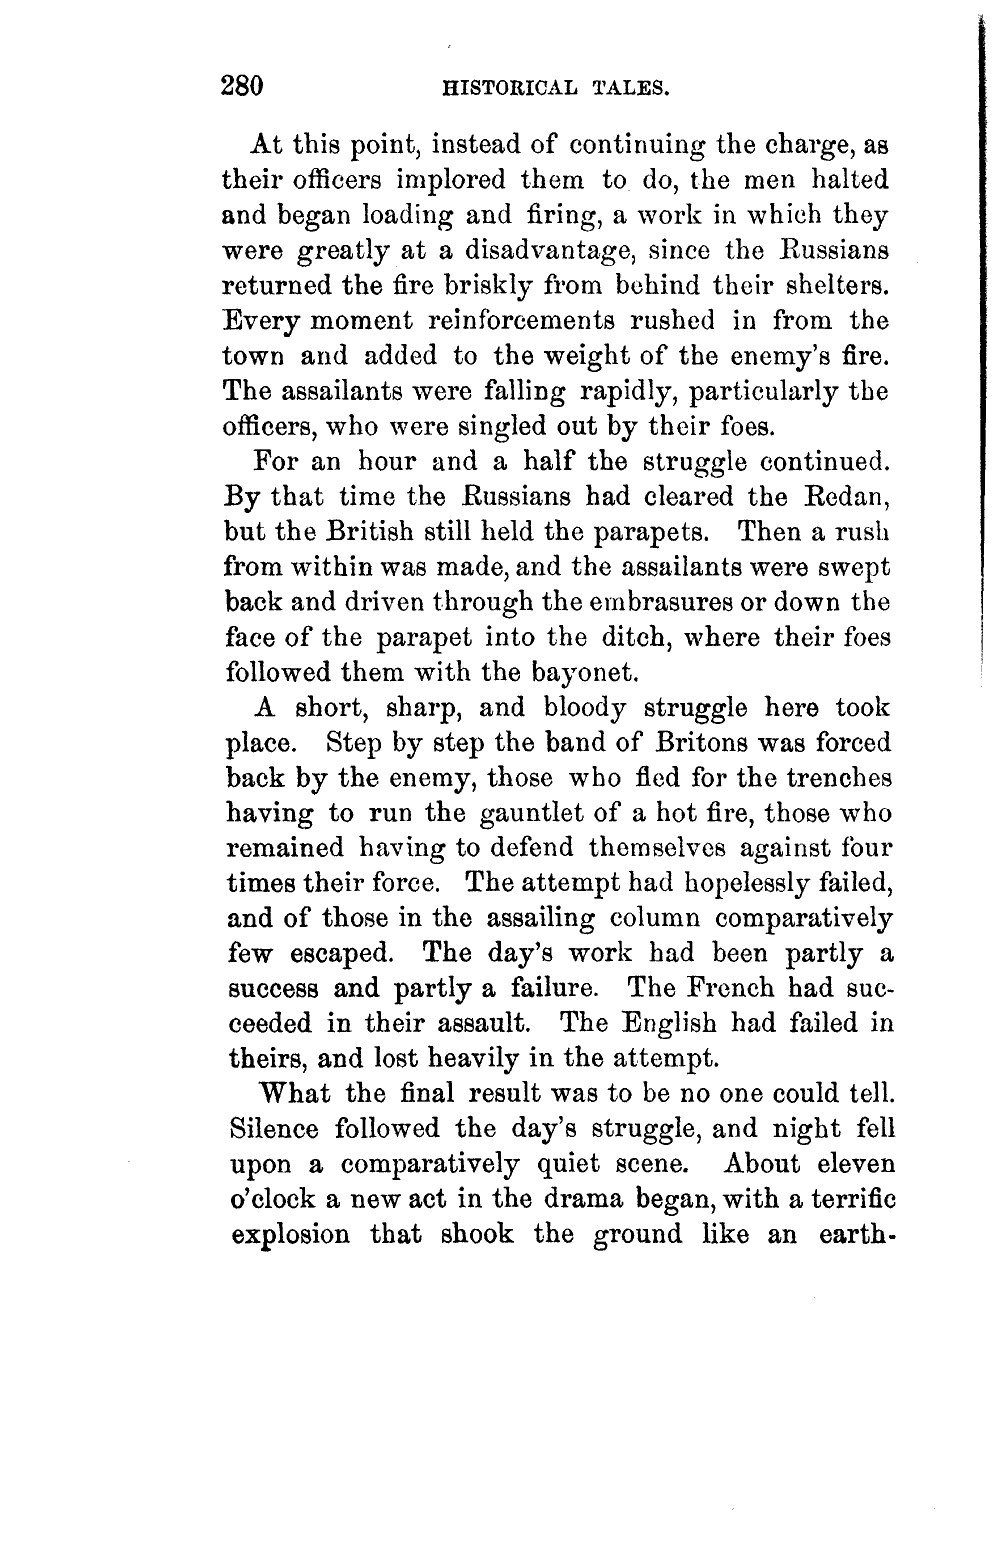 280 HISTORICAL TALES.
At this point, instead of continuing the charge, as
their officers implored them to do, the men halted
and began loading and firing, a work in which they
were greatly at a disadvantage, since the Russians
returned the fire briskly from behind their shelters.
Every moment reinforcements rushed in from the
town and added to the weight of the enemy's fire.
The assailants were falling rapidly, particularly the
officers, who were singled out by their foes.
For an hour and a half the struggle continued.
By that time the Russians had cleared the Redan,
but the British still held the parapets. Then a rush
from within was made, and the assailants were swept
back and driven through the embrasures or down the
face of the parapet into the ditch, where their foes
followed them with the bayonet.
A short, sharp, and bloody struggle here took
place. Step by step the band of Britons was forced
back by the enemy, those who fled for the trenches
having to run the gauntlet of a hot fire, those who
remained having to defend themselves against four
times their force. The attempt had hopelessly failed,
and of those in the assailing column comparatively
few escaped. The day's work had been partly a
success and partly a failure. The French had suc-
ceeded in their assault. The English had failed in
theirs, and lost heavily in the attempt.
What the final result was to be no one could tell.
Silence followed the day's struggle, and night fell
upon a comparatively quiet scene. About eleven
o'clock a new act in the drama began, with a terrific
explosion that shook the ground like an earth-